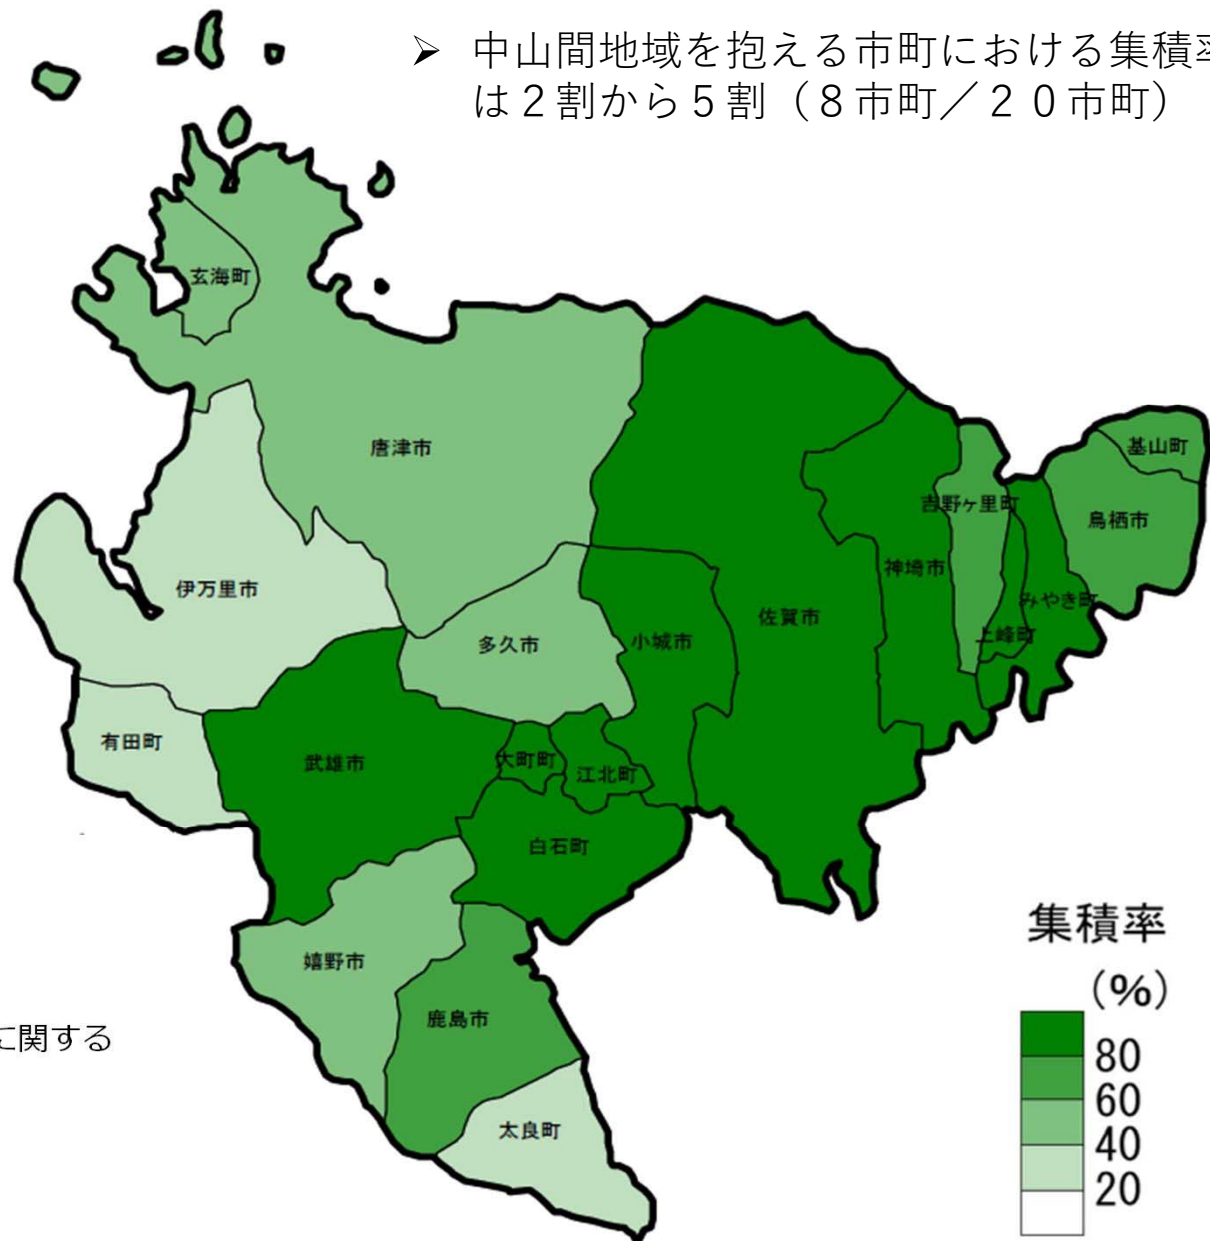 ➢ 中山間地域を抱える市町における集積率
は２割から５割（８市町／２０市町）
玄海町
唐津市
基山町
吉野ヶ里町
鳥栖市
神埼市
伊万里市
みやき町
佐賀市
上峰町
小城市
多久市
有田町
武雄市
大町町
江北町
白石町
嬉野市
鹿島市
太良町
に関する
集積率
（%）
80
60
40
20